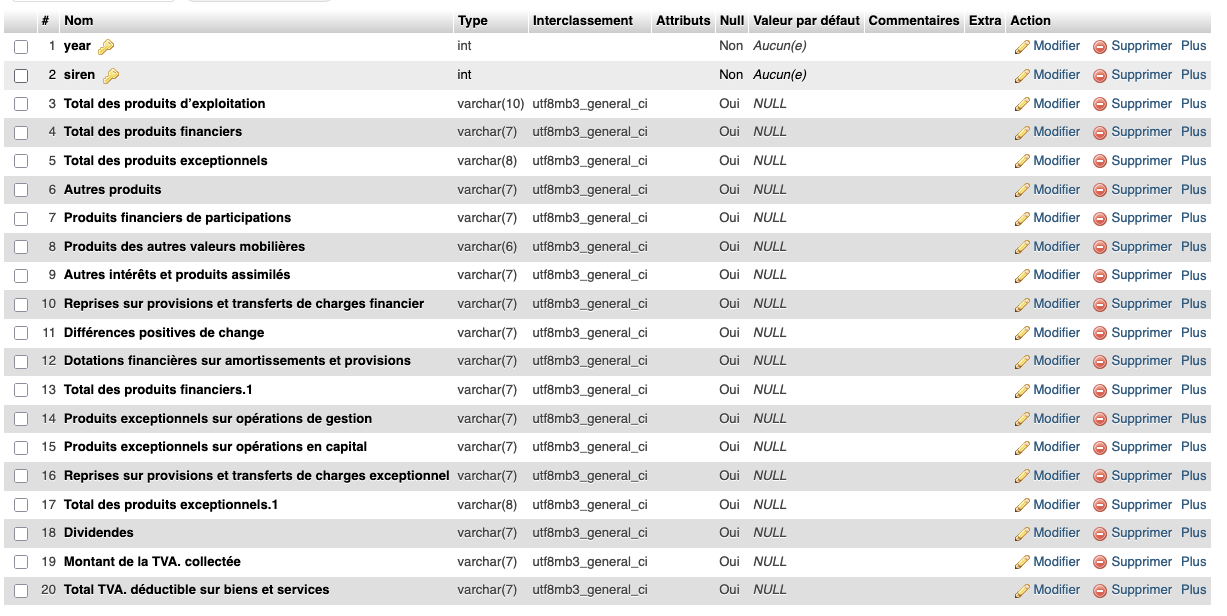 # Nom Type Interclassement Attributs Null Valeur par défaut Commentaires Extra Action
1 year int Non Aucun(e) Modifier Supprimer Plus
2 siren int Non Aucun(e) Modifier Supprimer Plus
3 Total des produits d’exploitation varchar(10) utf8mb3_general_ci Oui NULL Modifier Supprimer Plus
4 Total des produits financiers varchar(7) utf8mb3_general_ci Oui NULL Modifier Supprimer Plus
5 Total des produits exceptionnels varchar(8) utf8mb3_general_ci Oui NULL Modifier Supprimer Plus
6 Autres produits varchar(7) utf8mb3_general_ci Oui NULL Modifier Supprimer Plus
7 Produits financiers de participations varchar(7) utf8mb3_general_ci Oui NULL Modifier Supprimer Plus
8 Produits des autres valeurs mobilières varchar(6) utf8mb3_general_ci Oui NULL Modifier Supprimer Plus
9 Autres intérêts et produits assimilés varchar(7) utf8mb3_general_ci Oui NULL Modifier Supprimer Plus
10 Reprises sur provisions et transferts de charges financier varchar(7) utf8mb3_general_ci Oui NULL Modifier Supprimer Plus
11 Différences positives de change varchar(7) utf8mb3_general_ci Oui NULL Modifier Supprimer Plus
12 Dotations financières sur amortissements et provisions varchar(7) utf8mb3_general_ci Oui NULL Modifier Supprimer Plus
13 Total des produits financiers.1 varchar(7) utf8mb3_general_ci Oui NULL Modifier Supprimer Plus
14 Produits exceptionnels sur opérations de gestion varchar(7) utf8mb3_general_ci Oui NULL Modifier Supprimer Plus
15 Produits exceptionnels sur opérations en capital varchar(7) utf8mb3_general_ci Oui NULL Modifier Supprimer Plus
16 Reprises sur provisions et transferts de charges exceptionnel varchar(7) utf8mb3_general_ci Oui NULL Modifier Supprimer Plus
17 Total des produits exceptionnels.1 varchar(8) utf8mb3_general_ci Oui NULL Modifier Supprimer Plus
18 Dividendes varchar(7) utf8mb3_general_ci Oui NULL Modifier Supprimer Plus
19 Montant de la TVA. collectée varchar(7) utf8mb3_general_ci Oui NULL Modifier Supprimer Plus
20 Total TVA. déductible sur biens et services varchar(7) utf8mb3_general_ci Oui NULL Modifier Supprimer Plus